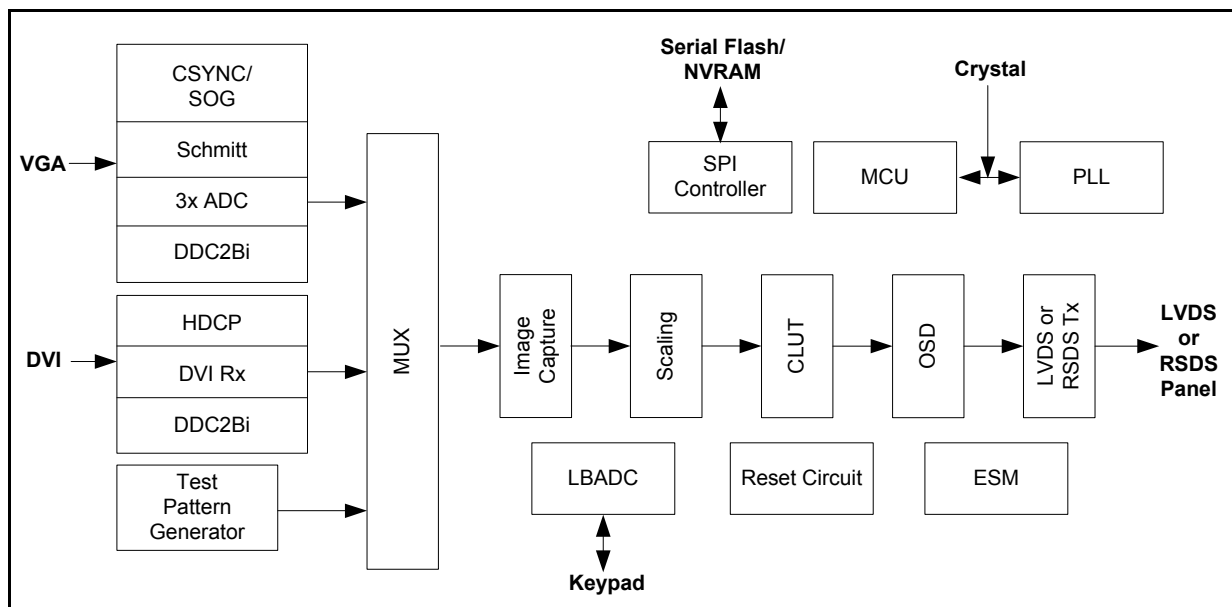 CSYNC/
SOG
Schmitt
3x ADC
DDC2Bi
VGA
HDCP
DVI Rx
DDC2Bi
DVI
Test
Pattern
Generator
MUX
Serial Flash/
NVRAM
SPI
Controller
Crystal
MCU
PLL
Image
Capture
Scaling
CLUT
OSD
LVDS or
RSDS Tx
LVDS
or
RSDS
Panel
LBADC
Keypad
Reset Circuit
ESM